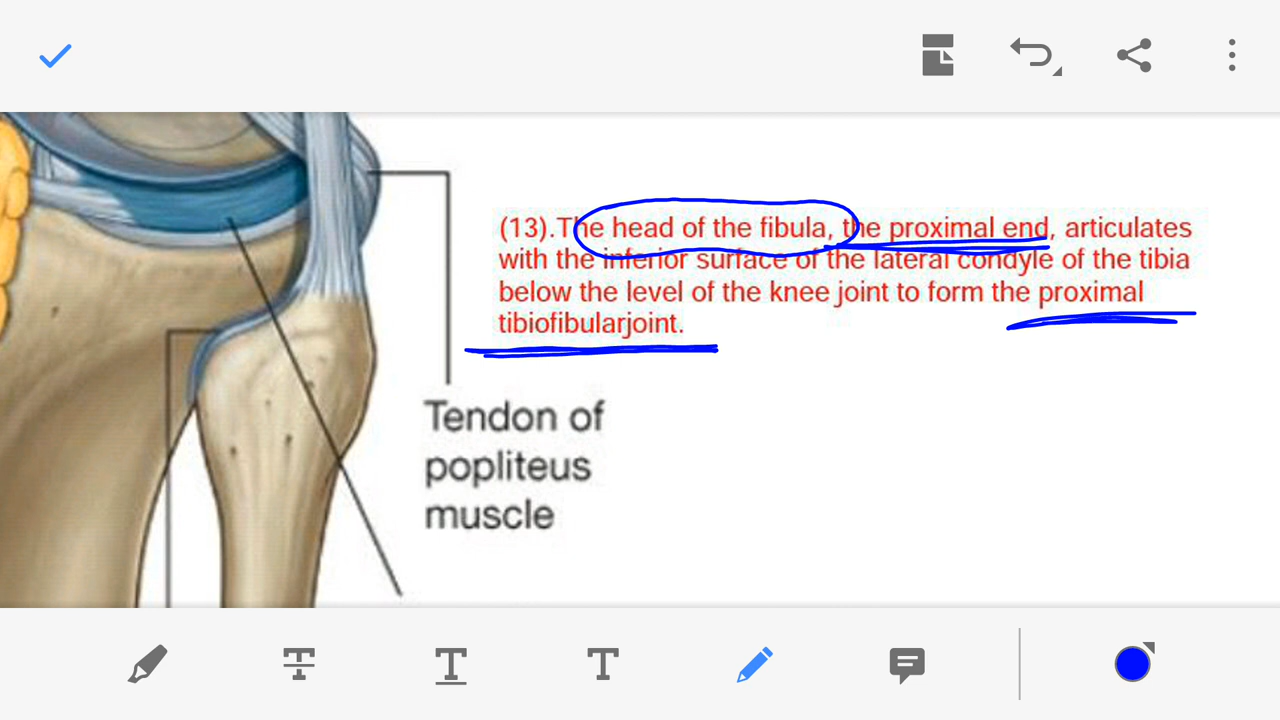 (13).The head of the fibula, the proximal end, articulates
with the inferior surface of the lateral condyle of the tibia
below the level of the knee joint to form the proximal
tibiofibularjoint.
Tendon of
popliteus
muscle